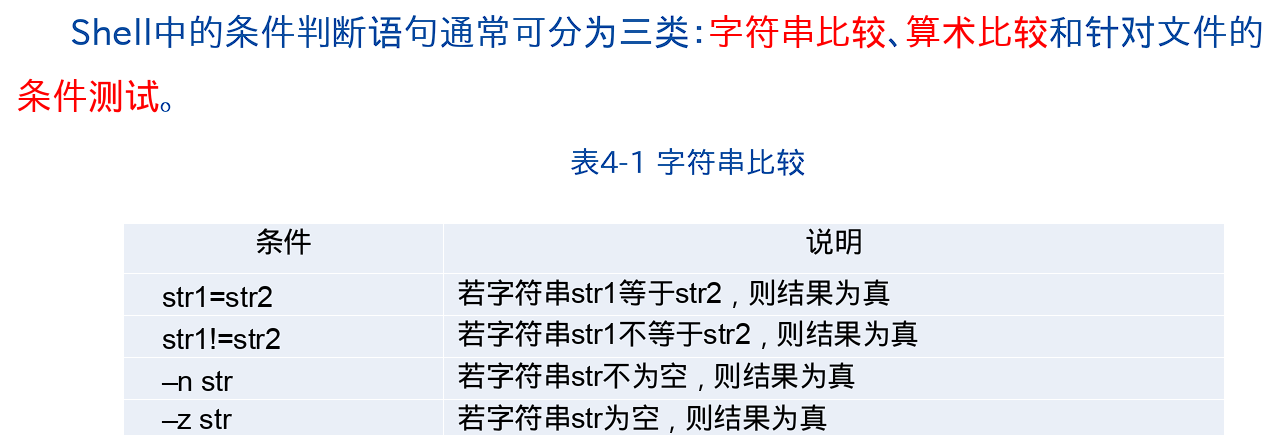 Shell中的条件判断语句通常可分为三类:字符串比较、算术比较和针对文件的
条件测试。
表4-1 字符串比较
条件 说明
str1=str2 若字符串str1等于str2，则结果为真
str1!=str2 若字符串str1不等于str2，则结果为真
–n str 若字符串str不为空，则结果为真
–z str 若字符串str为空，则结果为真